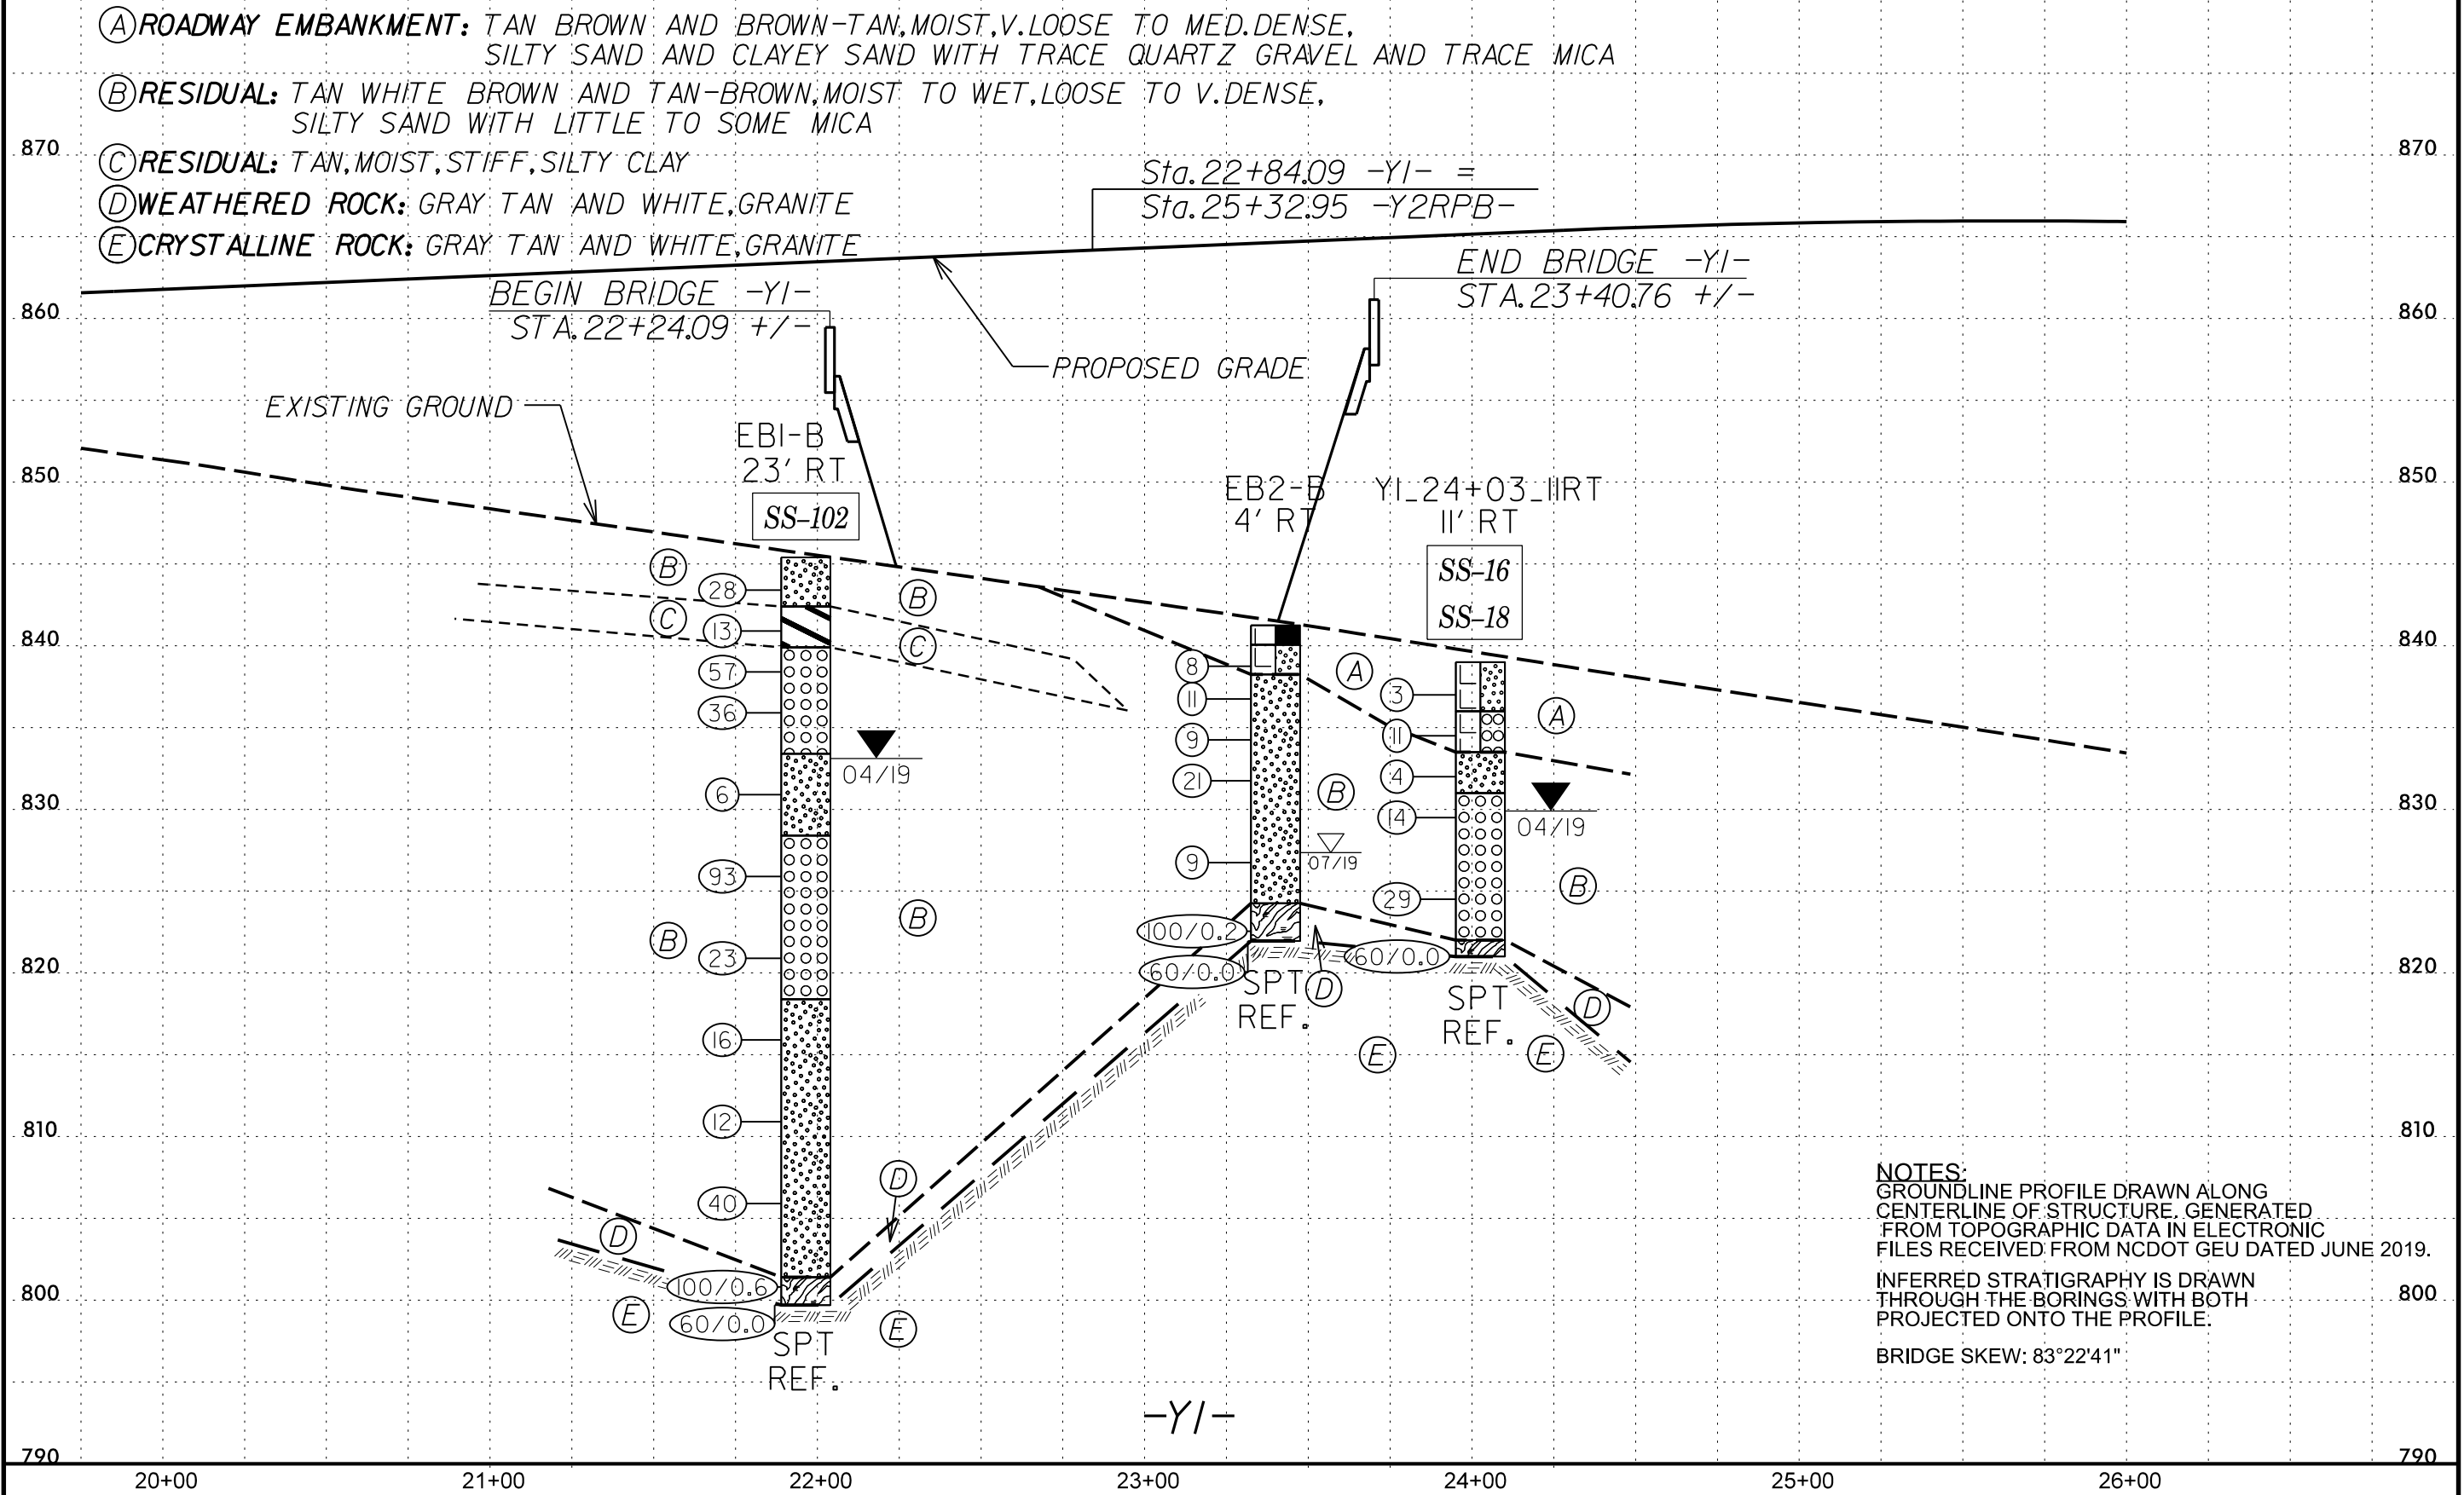 Ⓐ ROADWAY EMBANKMENT: TAN BROWN AND BROWN-TAN, MOIST, V. LOOSE TO MED. DENSE,
SILTY SAND AND CLAYEY SAND WITH TRACE QUARTZ GRAVEL AND TRACE MICA
Ⓑ RESIDUAL: TAN WHITE BROWN AND TAN-BROWN, MOIST TO WET, LOOSE TO V. DENSE,
SILTY SAND WITH LITTLE TO SOME MICA
Ⓒ RESIDUAL: TAN, MOIST, STIFF, SILTY CLAY
Ⓓ WEATHERED ROCK: GRAY TAN AND WHITE, GRANITE
Ⓔ CRYSTALLINE ROCK: GRAY TAN AND WHITE, GRANITE
870
860
850
840
830
820
810
800
790
Sta. 22+84.09 -Y1- =
Sta. 25+32.95 -Y2RPB-
BEGIN BRIDGE -Y1-
STA. 22+24.09 +/-
END BRIDGE -Y1-
STA. 23+40.76 +/-
PROPOSED GRADE
EXISTING GROUND
EB1-B
23' RT
SS-102
28
13
57
36
6
93
23
16
12
40
100/0.6
60/0.0
SPT
REF.
04/19
B
C
B
D
E
B
C
B
D
E
EB2-B
4' RT
8
11
9
21
9
100/0.2
60/0.0
SPT
REF.
07/19
A
B
D
E
Y1_24+03_11RT
11' RT
SS-16
SS-18
3
11
4
14
29
60/0.0
SPT
REF.
04/19
A
B
D
E
870
860
850
840
830
820
810
800
790
NOTES:
GROUNDLINE PROFILE DRAWN ALONG
CENTERLINE OF STRUCTURE. GENERATED
FROM TOPOGRAPHIC DATA IN ELECTRONIC
FILES RECEIVED FROM NCDOT GEU DATED JUNE 2019.
INFERRED STRATIGRAPHY IS DRAWN
THROUGH THE BORINGS WITH BOTH
PROJECTED ONTO THE PROFILE.
BRIDGE SKEW: 83°22'41"
-Y1-
20+00
21+00
22+00
23+00
24+00
25+00
26+00